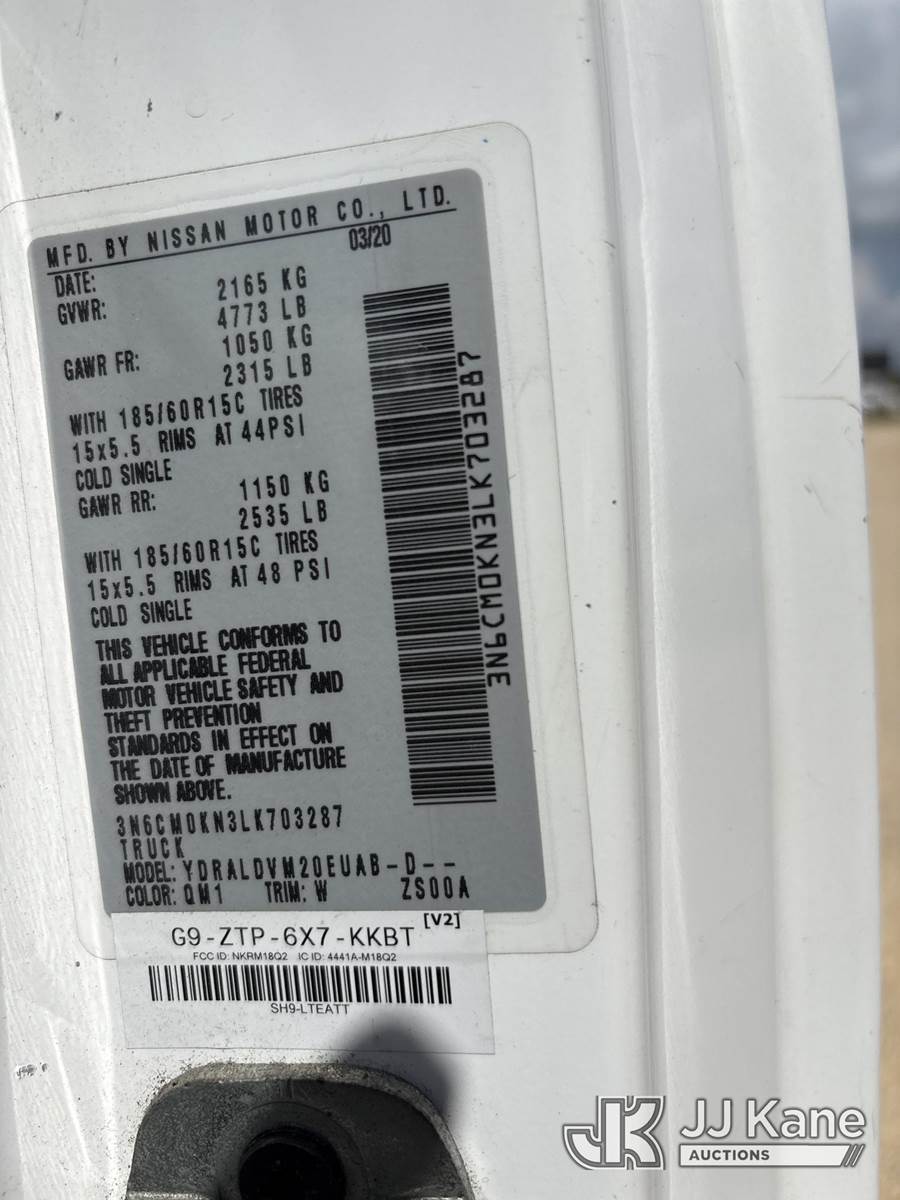 MFD. BY NISSAN MOTOR CO., LTD.
DATE: 03/20
GVWR: 2165 KG
4773 LB
GAWR FR: 1050 KG
2315 LB
WITH 185/60R15C TIRES
15x5.5 RIMS AT 44PSI
COLD SINGLE
GAWR RR: 1150 KG
2535 LB
WITH 185/60R15C TIRES
15x5.5 RIMS AT 48 PSI
COLD SINGLE
THIS VEHICLE CONFORMS TO
ALL APPLICABLE FEDERAL
MOTOR VEHICLE SAFETY AND
THEFT PREVENTION
STANDARDS IN EFFECT ON
THE DATE OF MANUFACTURE
SHOWN ABOVE.
3N6CM0KN3LK703287
TRUCK
MODEL: YDRALDVM20EUAB-D--
COLOR: QM1 TRIM: W ZS00A
3N6CM0KN3LK703287
G9-ZTP-6X7-KKBT [V2]
FCC ID: NKRM18Q2 IC ID: 4441A-M18Q2
SH9-LTEATT
JK JJ Kane
AUCTIONS